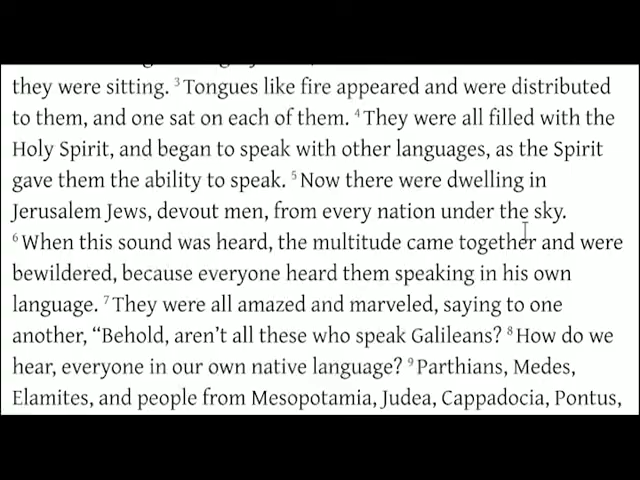 they were sitting. 3 Tongues like fire appeared and were distributed
to them, and one sat on each of them. 4 They were all filled with the
Holy Spirit, and began to speak with other languages, as the Spirit
gave them the ability to speak. 5 Now there were dwelling in
Jerusalem Jews, devout men, from every nation under the sky.
6 When this sound was heard, the multitude came together and were
bewildered, because everyone heard them speaking in his own
language. 7 They were all amazed and marveled, saying to one
another, “Behold, aren’t all these who speak Galileans? 8 How do we
hear, everyone in our own native language? 9 Parthians, Medes,
Elamites, and people from Mesopotamia, Judea, Cappadocia, Pontus,